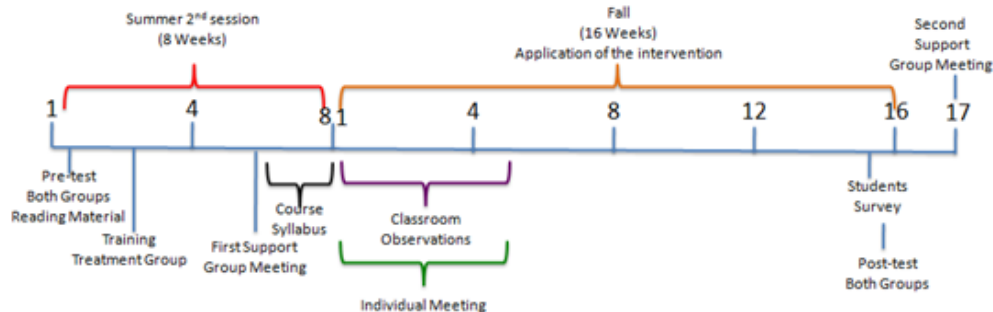 Summer 2nd session
(8 Weeks)
Fall
(16 Weeks)
Application of the intervention
Second
Support
Group Meeting
1
4
8
1
4
8
12
16
17
Pre-test
Both Groups
Reading Material
Training
Treatment Group
First Support
Group Meeting
Course
Syllabus
Classroom
Observations
Individual Meeting
Students
Survey
Post-test
Both Groups